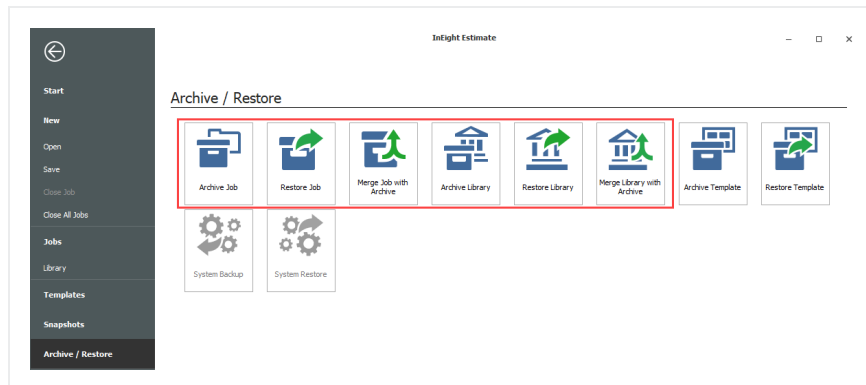 InEight Estimate
Start
New
Open
Save
Close Job
Close All Jobs
Jobs
Library
Templates
Snapshots
Archive / Restore
Archive / Restore
Archive Job
Restore Job
Merge Job with
Archive
Archive Library
Restore Library
Merge Library with
Archive
Archive Template
Restore Template
System Backup
System Restore